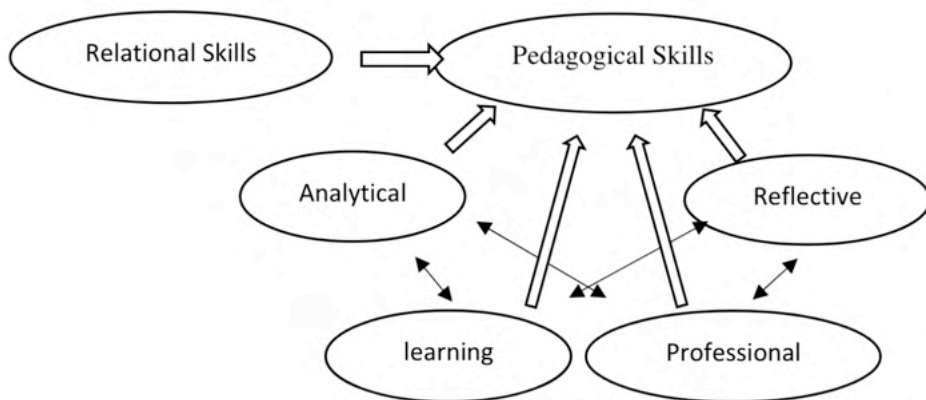 Relational Skills
Pedagogical Skills
Analytical
Reflective
learning
Professional